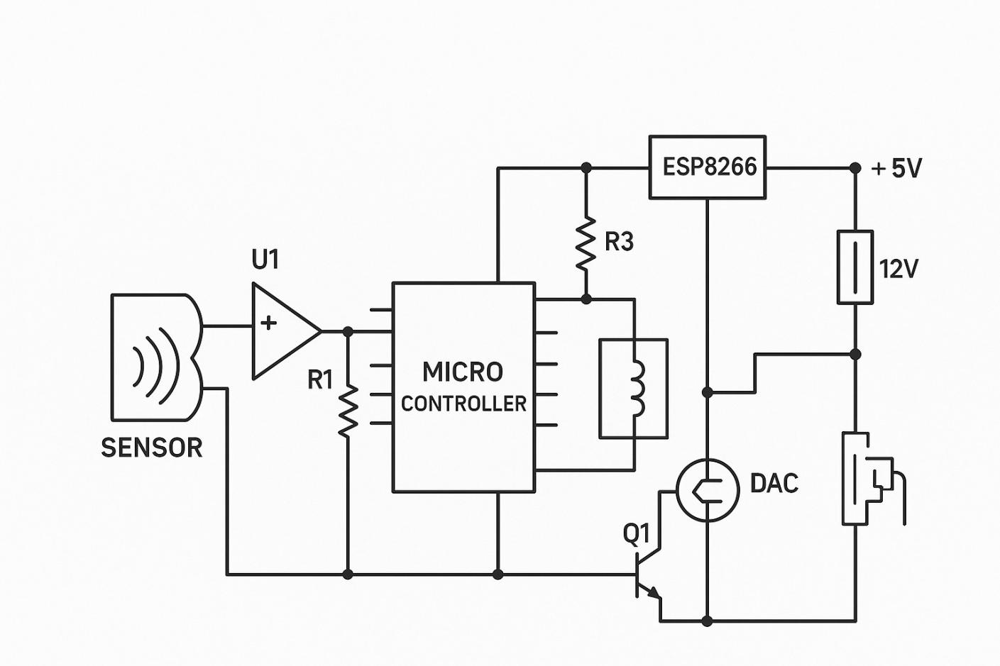 ESP8266
+ 5V
R3
12V
U1
+
R1
MICRO
CONTROLLER
SENSOR
DAC
Q1